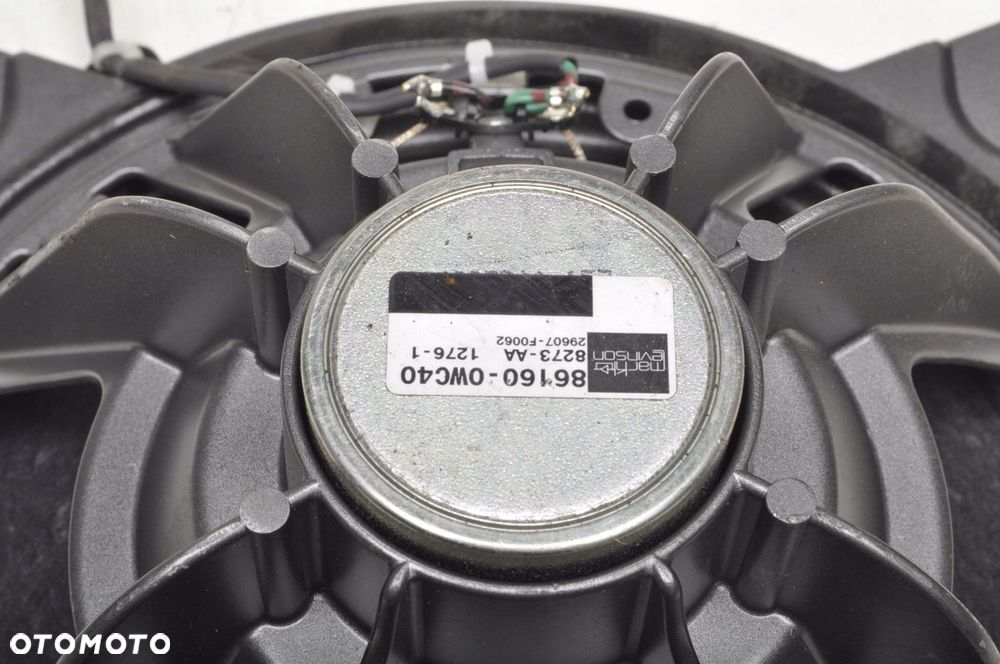 86160-0WC40
8273-AA 1276-1
29607-F0062
mark
levinson
OTOMOTO